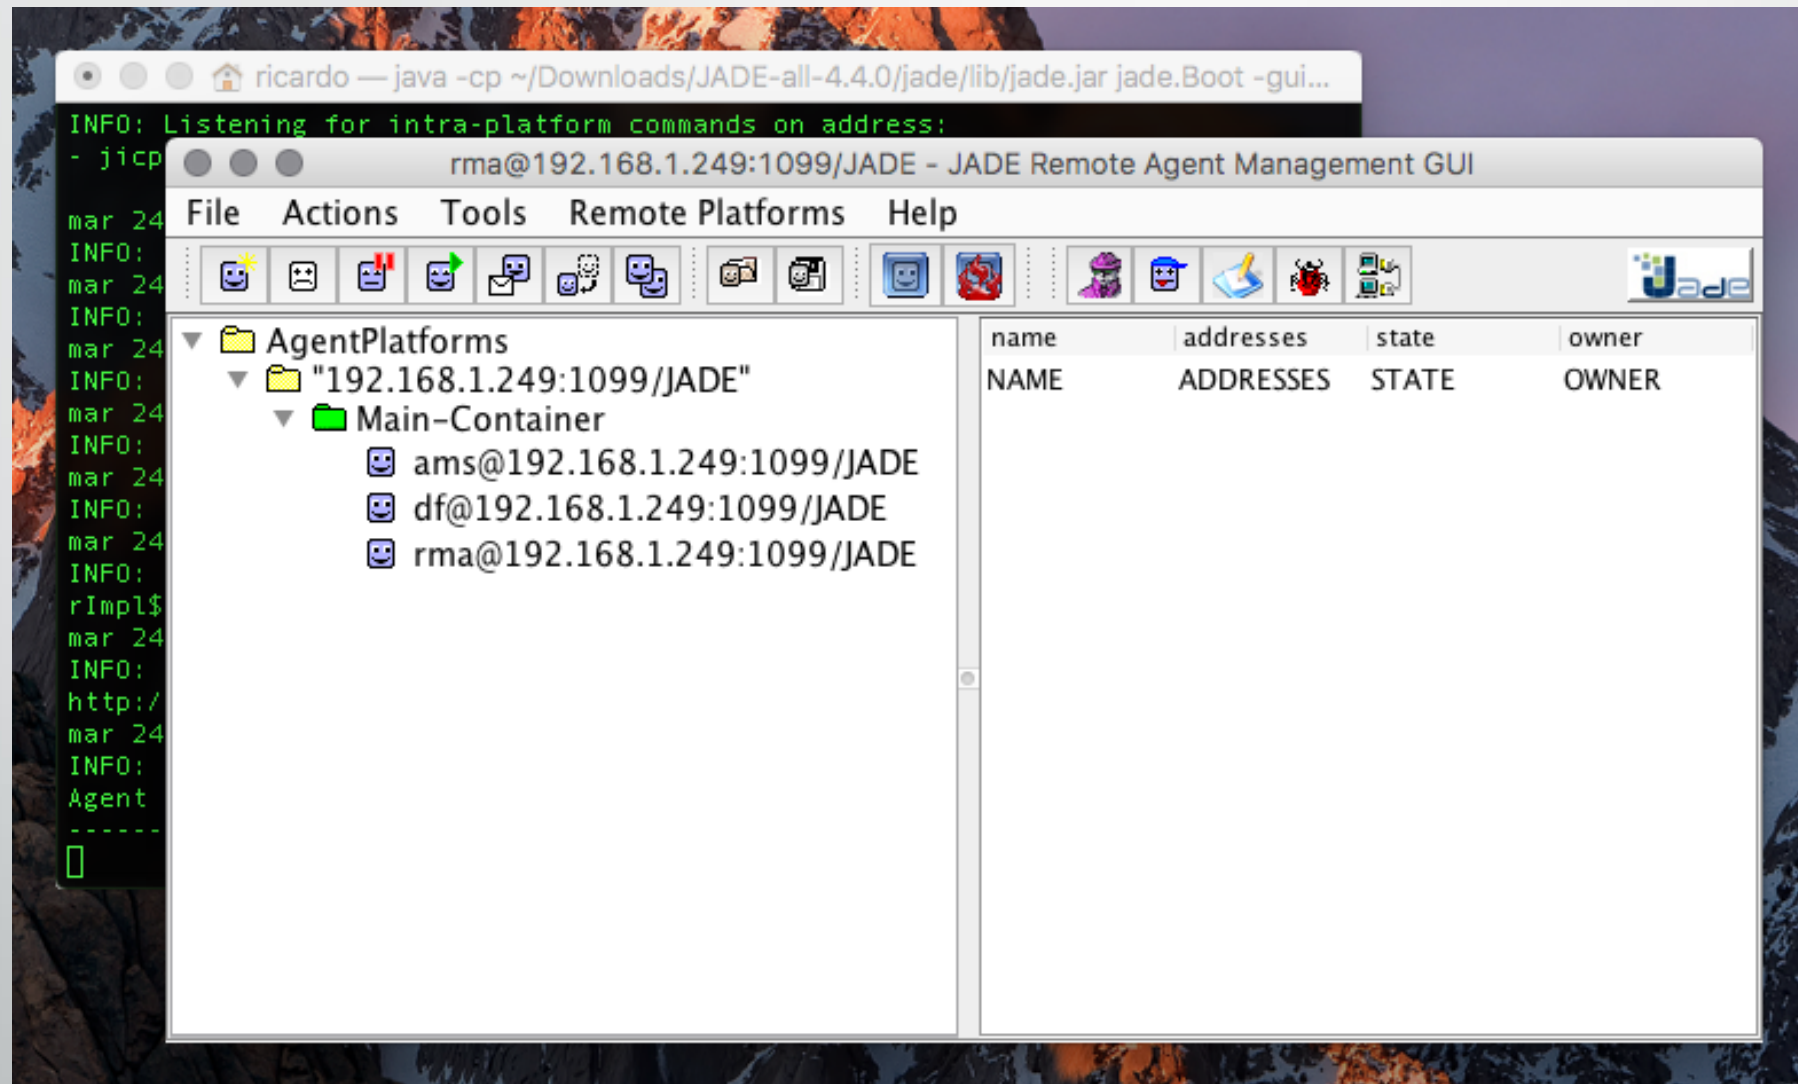 ricardo — java -cp ~/Downloads/JADE-all-4.4.0/jade/lib/jade.jar jade.Boot -gui...
INFO: Listening for intra-platform commands on address:
- jicp
mar 24
INFO:
mar 24
INFO:
mar 24
INFO:
mar 24
INFO:
mar 24
INFO:
mar 24
INFO:
rImpl$
mar 24
INFO:
http:/
mar 24
INFO:
Agent
------
rma@192.168.1.249:1099/JADE - JADE Remote Agent Management GUI
File Actions Tools Remote Platforms Help
Jade
AgentPlatforms
"192.168.1.249:1099/JADE"
Main-Container
ams@192.168.1.249:1099/JADE
df@192.168.1.249:1099/JADE
rma@192.168.1.249:1099/JADE
name addresses state owner
NAME ADDRESSES STATE OWNER